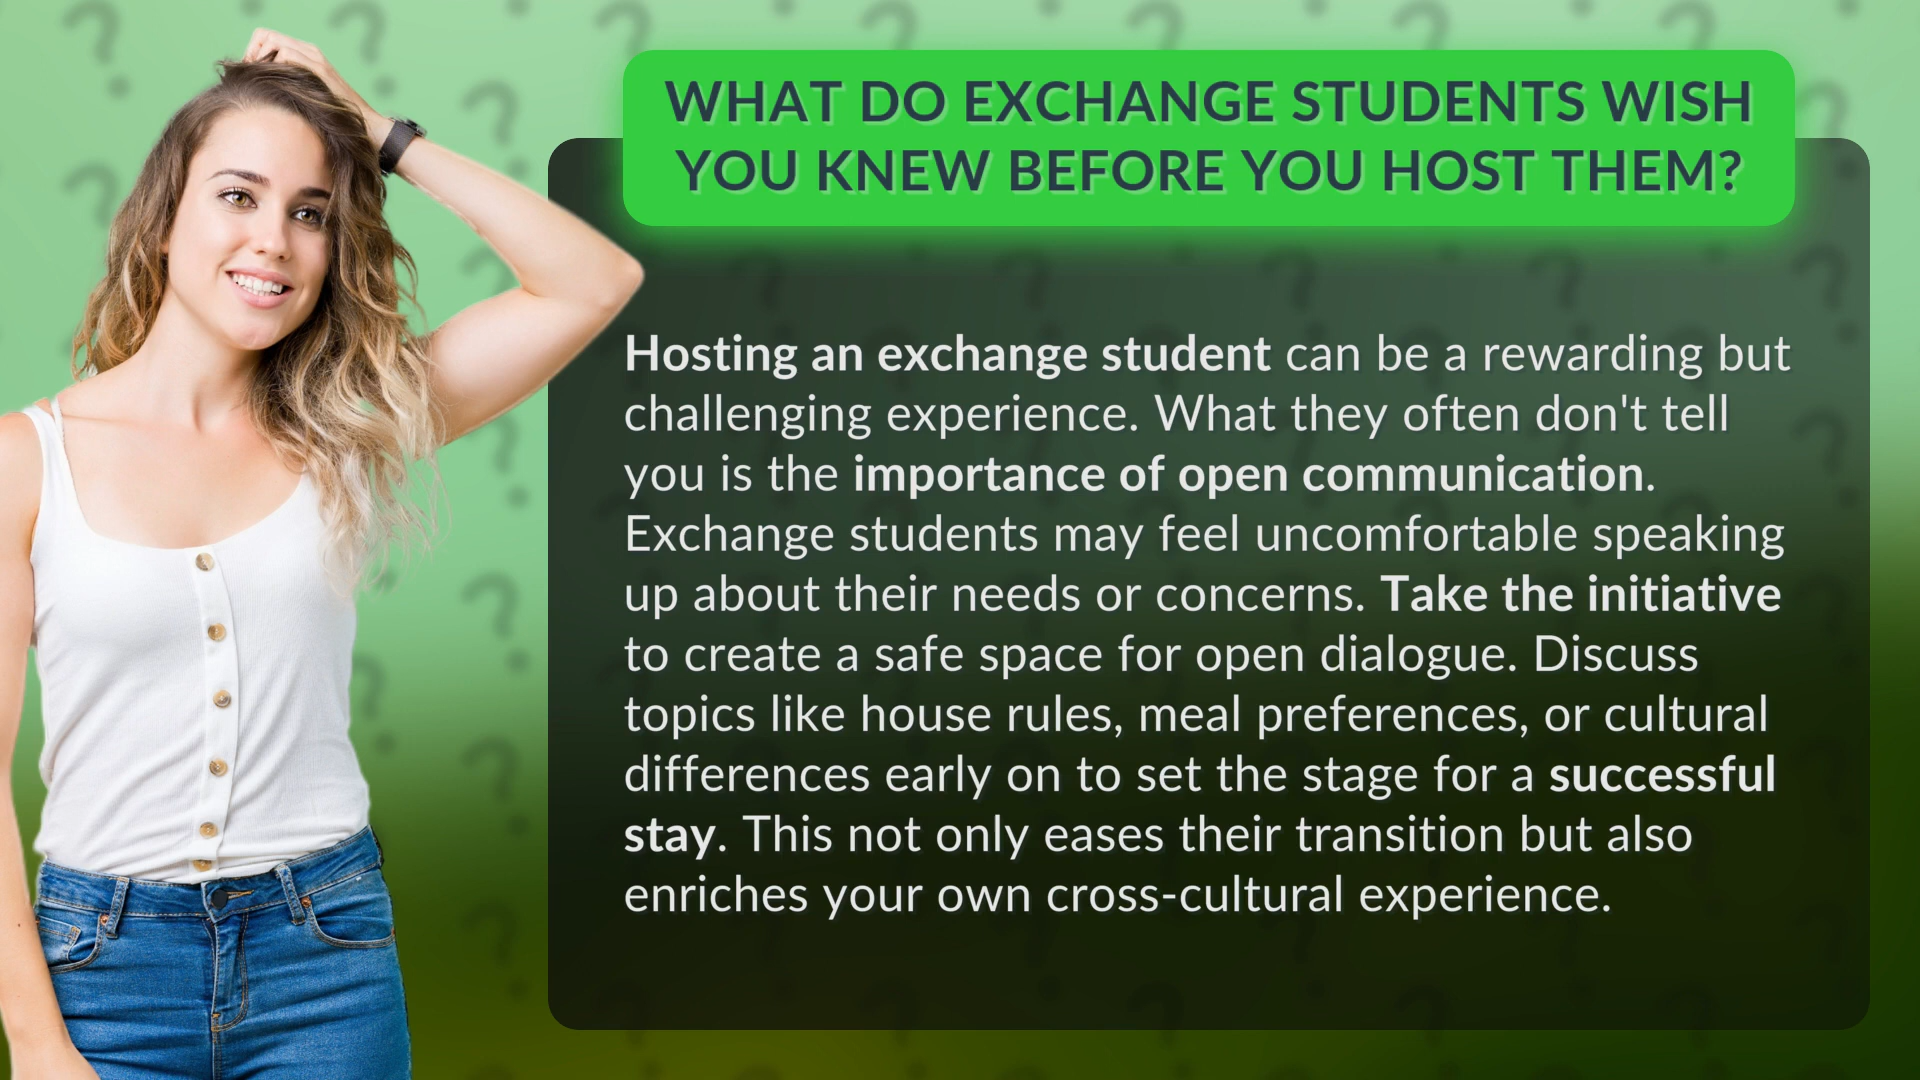 WHAT DO EXCHANGE STUDENTS WISH
YOU KNEW BEFORE YOU HOST THEM?
Hosting an exchange student can be a rewarding but
challenging experience. What they often don't tell
you is the importance of open communication.
Exchange students may feel uncomfortable speaking
up about their needs or concerns. Take the initiative
to create a safe space for open dialogue. Discuss
topics like house rules, meal preferences, or cultural
differences early on to set the stage for a successful
stay. This not only eases their transition but also
enriches your own cross-cultural experience.